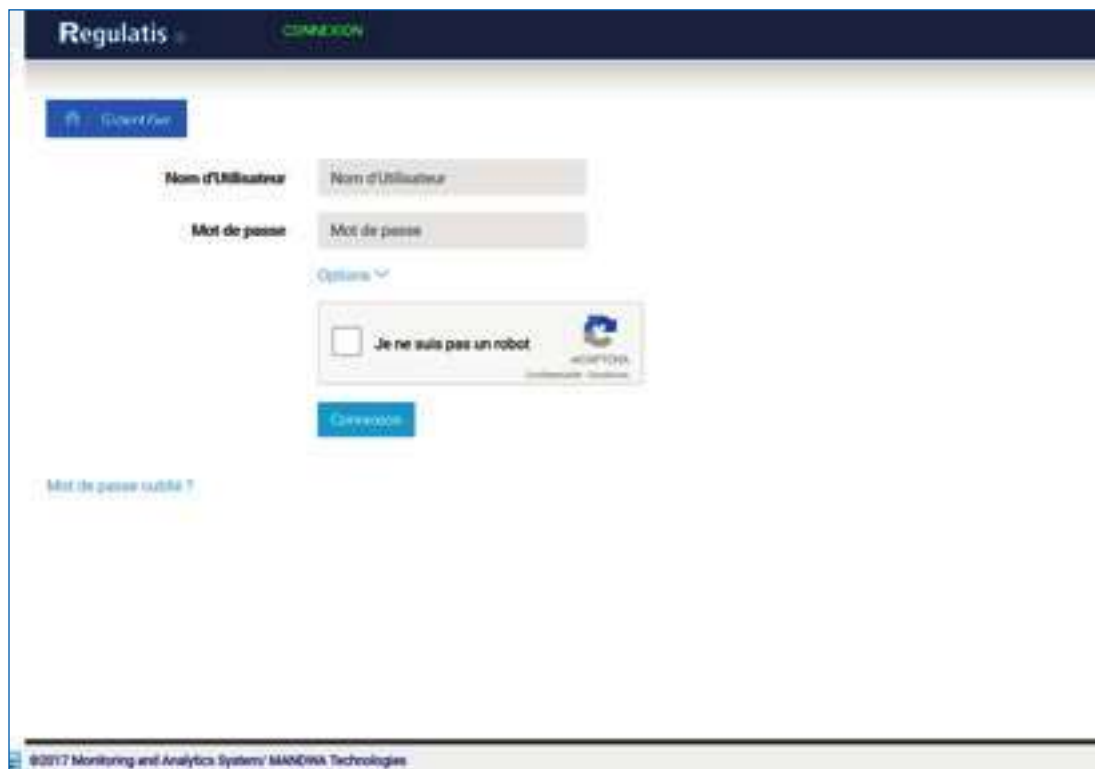 Regulatis
CONNEXION
S'identifier
Nom d'Utilisateur Nom d'Utilisateur
Mot de passe Mot de passe
Options
Je ne suis pas un robot
reCAPTCHA
Connexion
Mot de passe oublié ?
©2017 Monitoring and Analytics System/ MANDWA Technologies